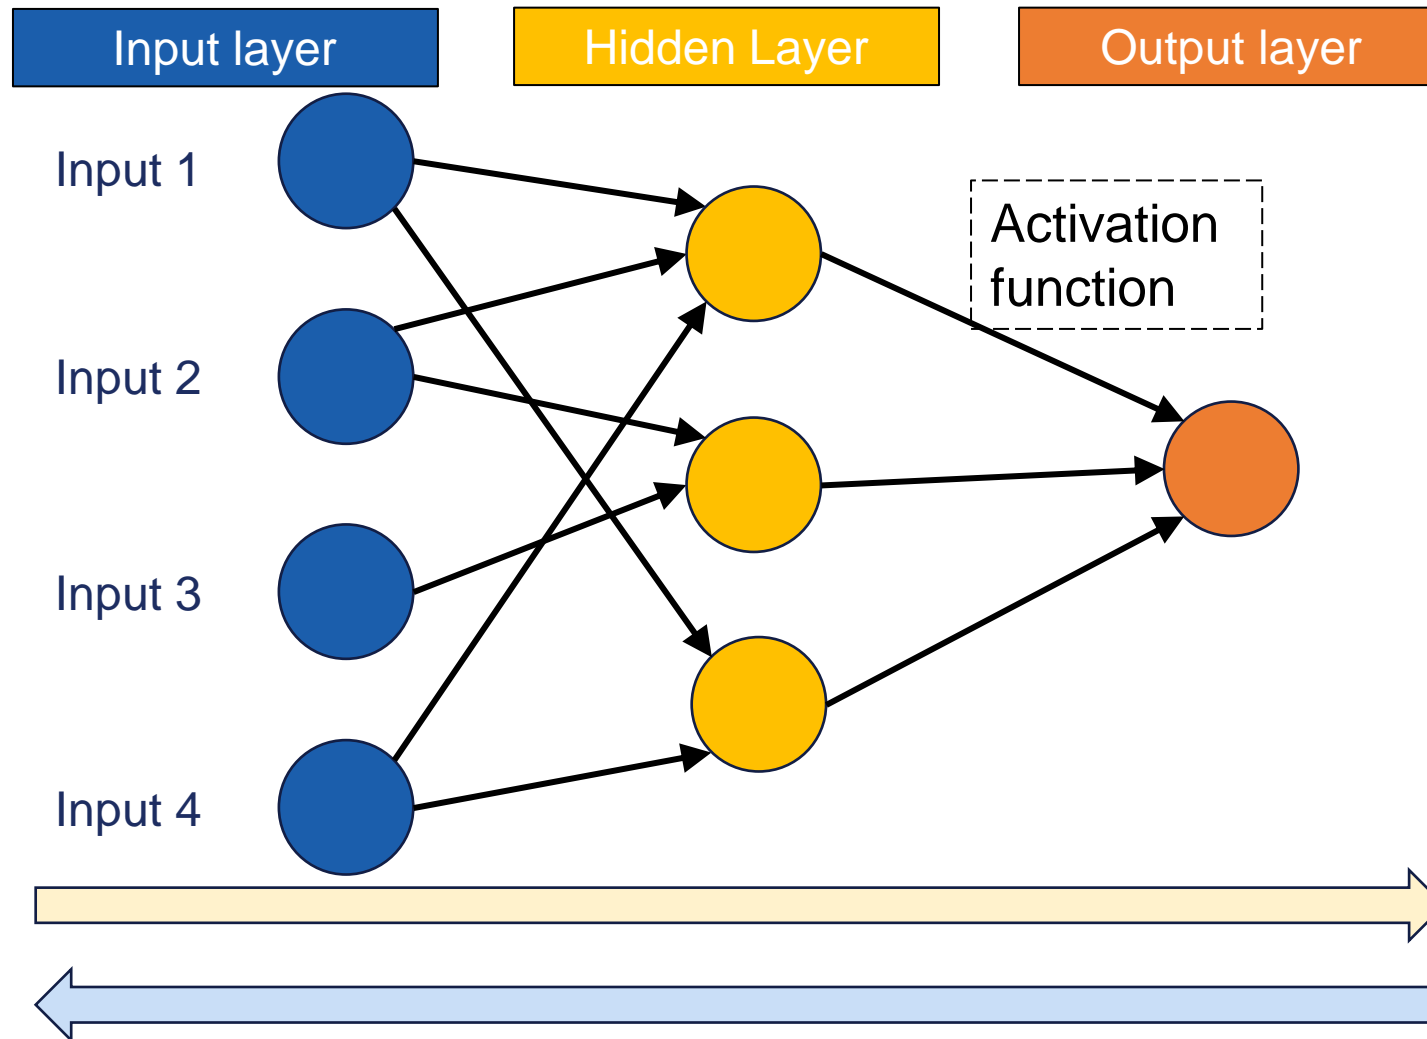 Input layer
Hidden Layer
Output layer
Input 1
Activation
function
Input 2
Input 3
Input 4